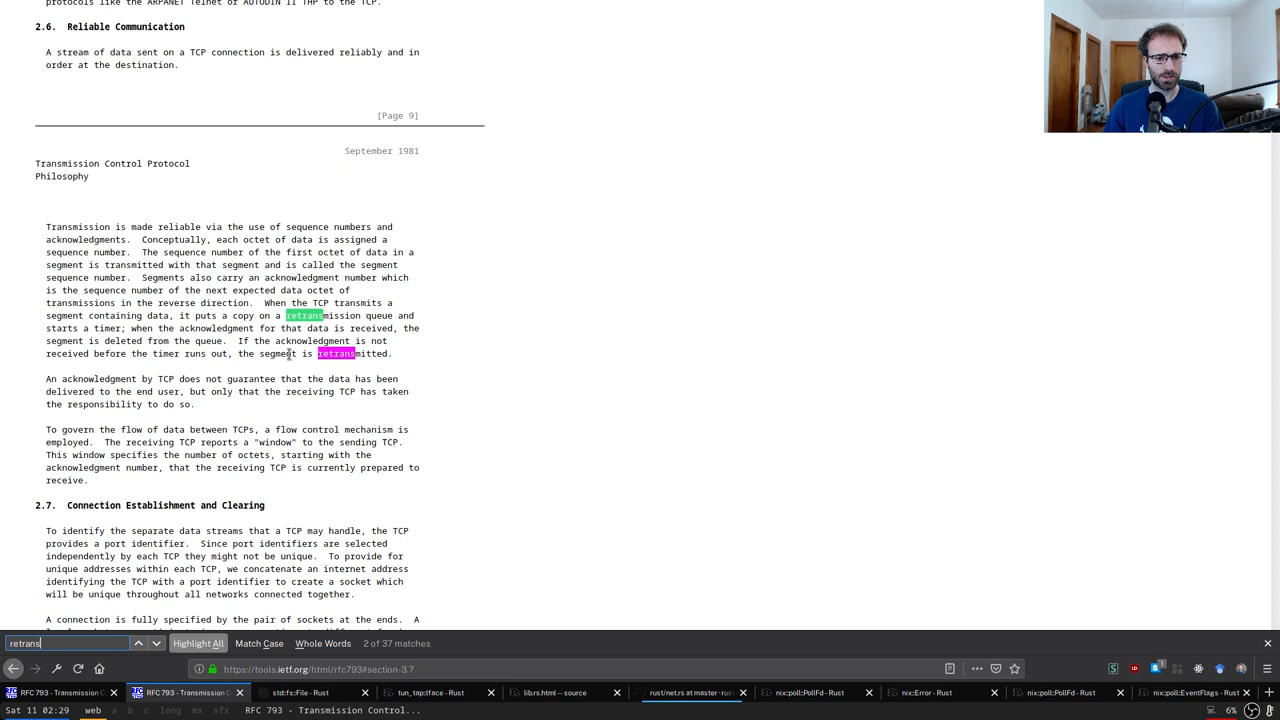 protocols like the ARPANET Telnet or AUTODIN II THP to the TCP.
2.6.  Reliable Communication
A stream of data sent on a TCP connection is delivered reliably and in
order at the destination.
[Page 9]
September 1981
Transmission Control Protocol
Philosophy
Transmission is made reliable via the use of sequence numbers and
acknowledgments.  Conceptually, each octet of data is assigned a
sequence number.  The sequence number of the first octet of data in a
segment is transmitted with that segment and is called the segment
sequence number.  Segments also carry an acknowledgment number which
is the sequence number of the next expected data octet of
transmissions in the reverse direction.  When the TCP transmits a
segment containing data, it puts a copy on a retransmission queue and
starts a timer; when the acknowledgment for that data is received, the
segment is deleted from the queue.  If the acknowledgment is not
received before the timer runs out, the segment is retransmitted.
An acknowledgment by TCP does not guarantee that the data has been
delivered to the end user, but only that the receiving TCP has taken
the responsibility to do so.
To govern the flow of data between TCPs, a flow control mechanism is
employed.  The receiving TCP reports a "window" to the sending TCP.
This window specifies the number of octets, starting with the
acknowledgment number, that the receiving TCP is currently prepared to
receive.
2.7.  Connection Establishment and Clearing
To identify the separate data streams that a TCP may handle, the TCP
provides a port identifier.  Since port identifiers are selected
independently by each TCP they might not be unique.  To provide for
unique addresses within each TCP, we concatenate an internet address
identifying the TCP with a port identifier to create a socket which
will be unique throughout all networks connected together.
A connection is fully specified by the pair of sockets at the ends.  A
retrans Highlight All Match Case Whole Words 2 of 37 matches
https://tools.ietf.org/html/rfc793#section-3.7
RFC 793 - Transmission C RFC 793 - Transmission C std::fs::File - Rust tun_tap::Iface - Rust lib.rs.html -- source rust/net.rs at master · rus nix::poll::PollFd - Rust nix::Error - Rust nix::poll::PollFd - Rust nix::poll::EventFlags - Rust
Sat 11 02:29 web a b c long mx sfx RFC 793 - Transmission Control... 6%